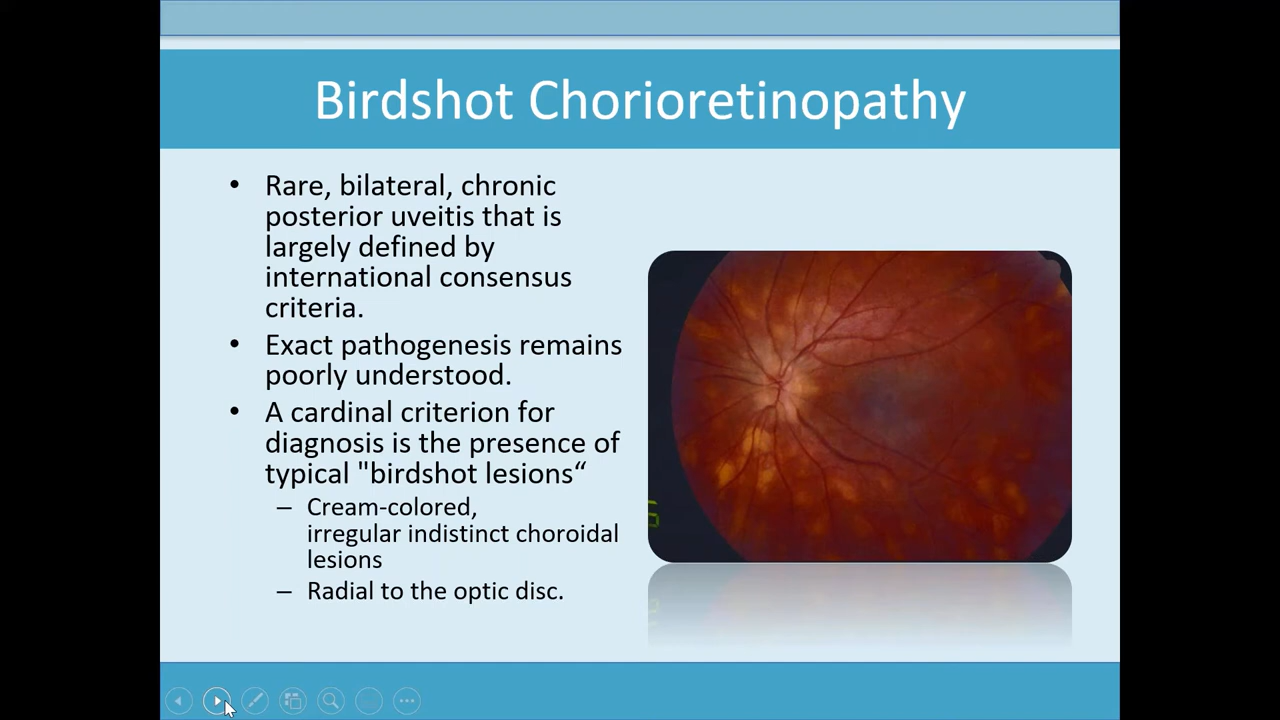 Birdshot Chorioretinopathy
• Rare, bilateral, chronic
posterior uveitis that is
largely defined by
international consensus
criteria.
• Exact pathogenesis remains
poorly understood.
• A cardinal criterion for
diagnosis is the presence of
typical "birdshot lesions“
– Cream-colored,
irregular indistinct choroidal
lesions
– Radial to the optic disc.